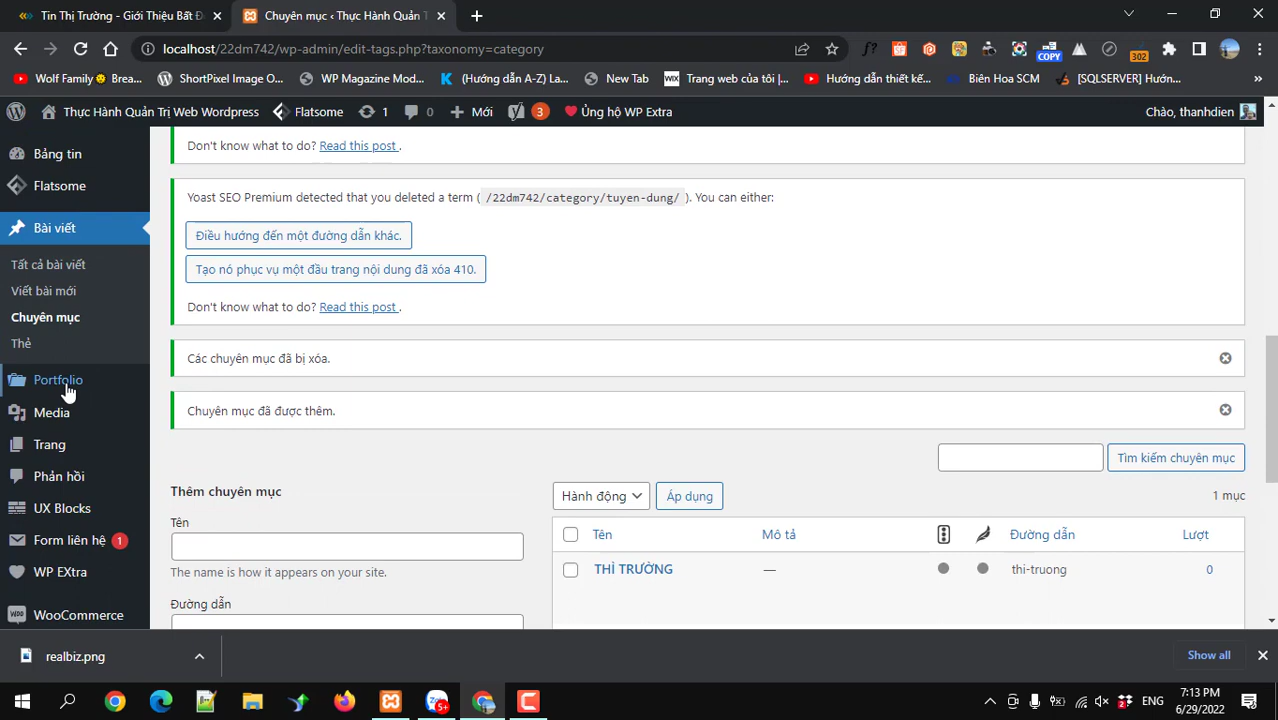 Tin Thị Trường - Giới Thiệu Bất Đ
Chuyên mục ‹ Thực Hành Quản T
localhost/22dm742/wp-admin/edit-tags.php?taxonomy=category
f?
COPY
302
Wolf Family😟 Brea...
ShortPixel Image O...
WP Magazine Mod...
(Hướng dẫn A-Z) La...
New Tab
WIX
Trang web của tôi |...
Hướng dẫn thiết kế...
Biên Hoa SCM
[SQLSERVER] Hướn...
»
Thực Hành Quản Trị Web Wordpress
Flatsome
1
0
Mới
3
Ủng hộ WP Extra
Chào, thanhdien
Bảng tin
Flatsome
Bài viết
Tất cả bài viết
Viết bài mới
Chuyên mục
Thẻ
Portfolio
Media
Trang
Phản hồi
UX Blocks
Form liên hệ 1
WP EXtra
WooCommerce
Don't know what to do? Read this post .
Yoast SEO Premium detected that you deleted a term ( /22dm742/category/tuyen-dung/ ). You can either:
Điều hướng đến một đường dẫn khác.
Tạo nó phục vụ một đầu trang nội dung đã xóa 410.
Don't know what to do? Read this post .
Các chuyên mục đã bị xóa.
Chuyên mục đã được thêm.
Tìm kiếm chuyên mục
Thêm chuyên mục
Hành động
Áp dụng
1 mục
Tên
The name is how it appears on your site.
Đường dẫn
Tên
Mô tả
Đường dẫn
Lượt
THỊ TRƯỜNG
—
thi-truong
0
realbiz.png
Show all
5+
ENG
7:13 PM
6/29/2022